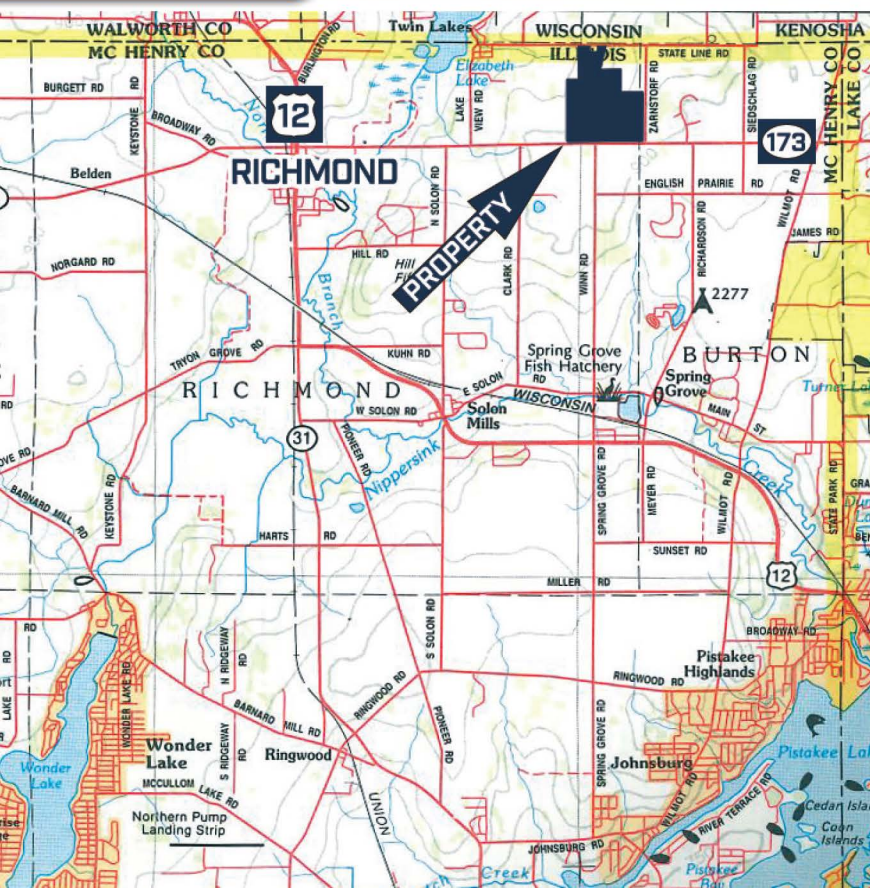 WALWORTH CO
MC HENRY CO
BURLINGTON RD
Twin Lakes
WISCONSIN
ILLINOIS
KENOSHA
STATE LINE RD
Elizabeth
Lake
BURGETT RD
KEYSTONE
RD
BROADWAY RD
12
LAKE
VIEW RD
ZARNSTORF RD
SIEDSCHLAG RD
MC HENRY CO
LAKE CO
173
Belden
RICHMOND
N SOLON RD
PROPERTY
ENGLISH PRAIRIE RD
WILMOT RD
JAMES RD
NORGARD RD
HILL RD
Hill
CLARK RD
WINN RD
RICHARDSON RD
2277
Branch
TRYON GROVE RD
KUHN RD
Spring Grove
Fish Hatchery
BURTON
RICHMOND
E SOLON RD
WISCONSIN
Spring
Grove
W SOLON RD
Solon
Mills
MAIN ST
31
PIONEER RD
Nippersink
Creek
BARNARD MILL RD
KEYSTONE RD
SPRING GROVE RD
MEYER RD
WILMOT RD
STATE PARK RD
HARTS RD
SUNSET RD
MILLER RD
12
RD
RD
LAKE
N RIDGEWAY
RD
S SOLON RD
BROADWAY RD
Pistakee
Highlands
RINGWOOD RD
WONDER LAKE RD
BARNARD MILL RD
RINGWOOD RD
PIONEER RD
SPRING GROVE RD
Wonder
Lake
S RIDGEWAY
RD
Ringwood
Johnsburg
Wonder
Lake
MCCULLOM LAKE RD
UNION
WILMOT RD
RIVER TERRACE RD
Northern Pump
Landing Strip
JOHNSBURG RD
Creek